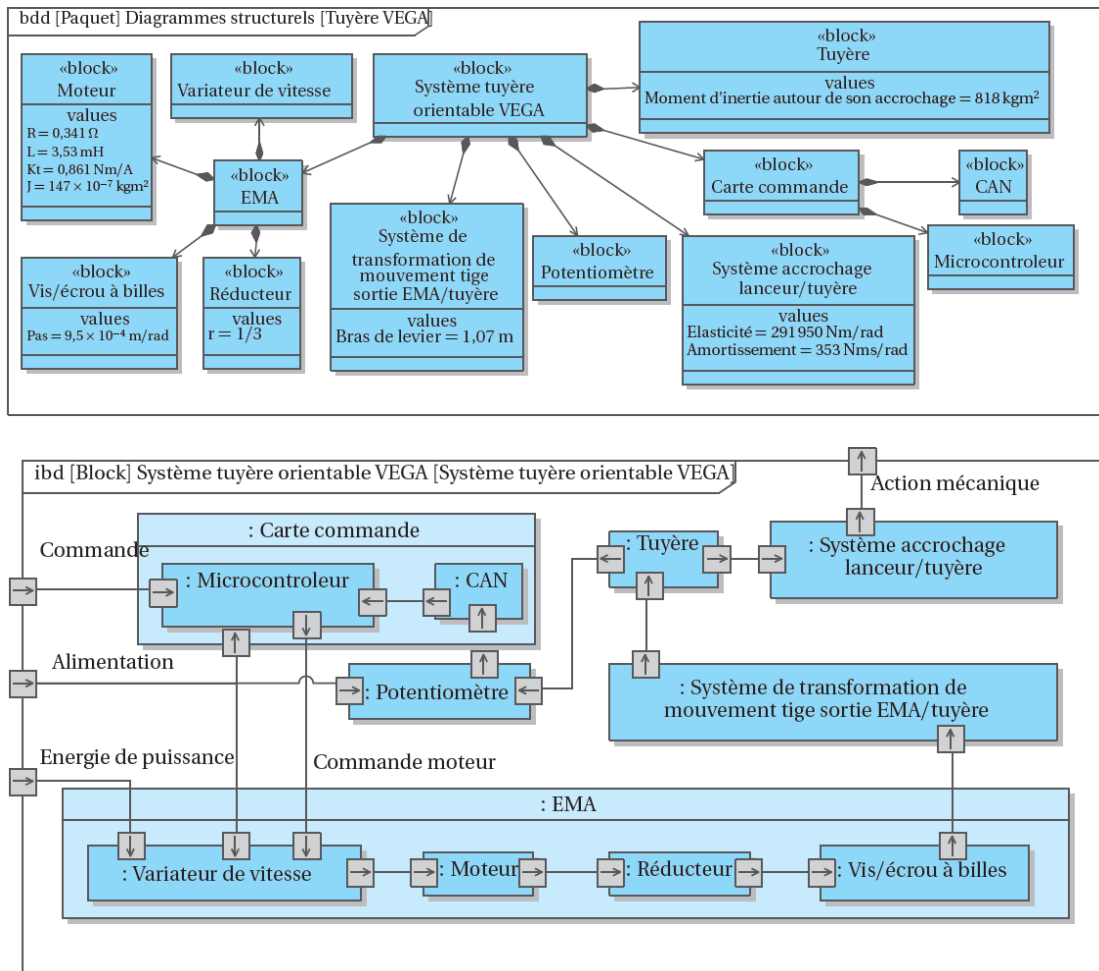 bdd [Paquet] Diagrammes structurels [Tuyère VEGA]
«block»
Moteur
values
R = 0,341 Ω
L = 3,53 mH
Kt = 0,861 Nm/A
J = 147 × 10⁻⁷ kgm²
«block»
Variateur de vitesse
«block»
Système tuyère
orientable VEGA
«block»
Tuyère
values
Moment d'inertie autour de son accrochage = 818 kgm²
«block»
EMA
«block»
Carte commande
«block»
CAN
«block»
Système de
transformation de
mouvement tige
sortie EMA/tuyère
values
Bras de levier = 1,07 m
«block»
Potentiomètre
«block»
Système accrochage
lanceur/tuyère
values
Elasticité = 291 950 Nm/rad
Amortissement = 353 Nms/rad
«block»
Microcontroleur
«block»
Vis/écrou à billes
values
Pas = 9,5 × 10⁻⁴ m/rad
«block»
Réducteur
values
r = 1/3
ibd [Block] Système tuyère orientable VEGA [Système tuyère orientable VEGA]
Action mécanique
: Carte commande
Commande
: Microcontroleur
: CAN
: Tuyère
: Système accrochage
lanceur/tuyère
Alimentation
: Potentiomètre
: Système de transformation de
mouvement tige sortie EMA/tuyère
Energie de puissance
Commande moteur
: EMA
: Variateur de vitesse
: Moteur
: Réducteur
: Vis/écrou à billes